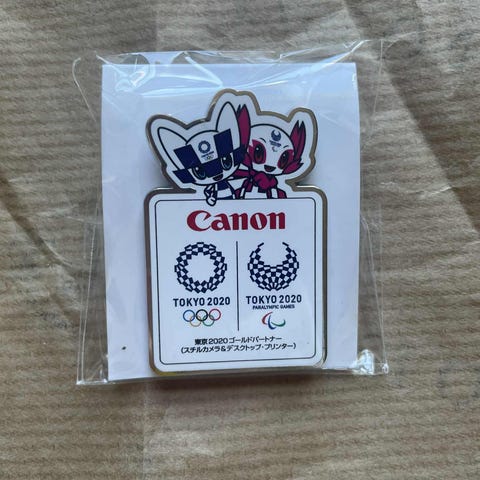 Canon
TOKYO 2020
TOKYO 2020
PARALYMPIC GAMES
東京2020ゴールドパートナー
(スチルカメラ&デスクトップ・プリンター)